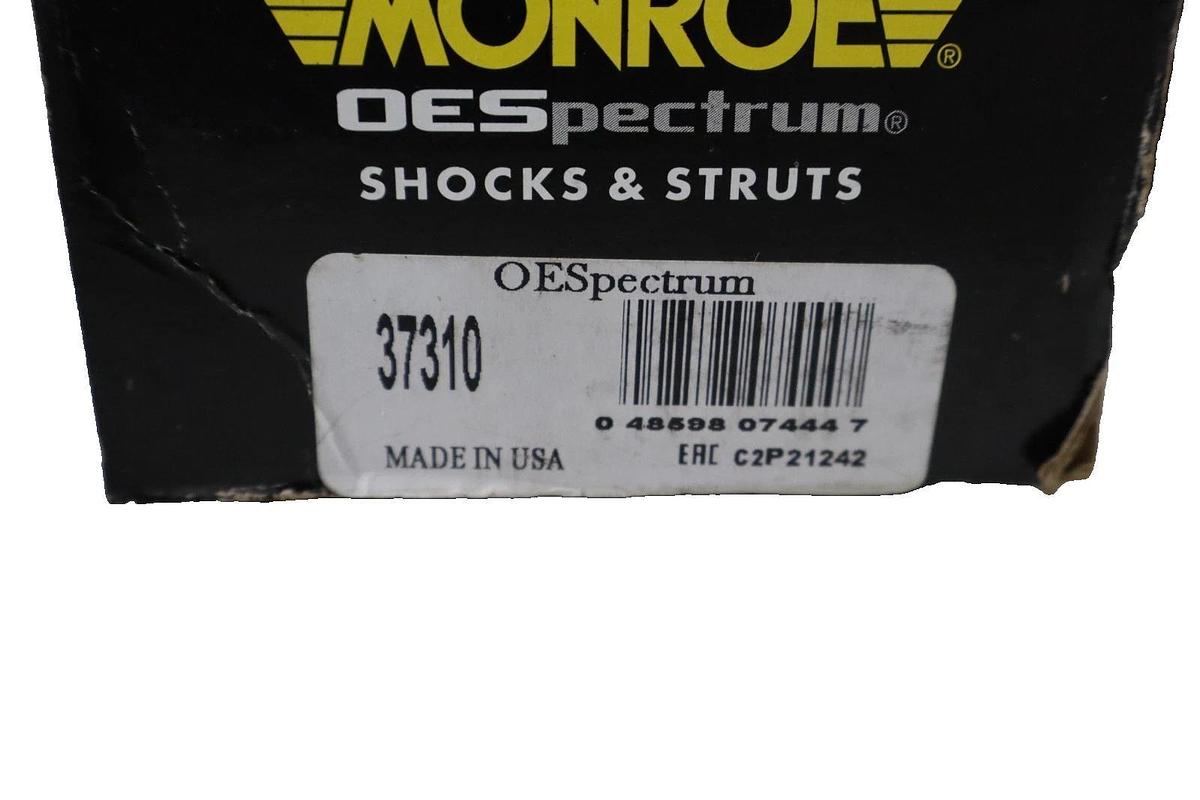 MONROE®
OESpectrum®
SHOCKS & STRUTS
OESpectrum
37310
0 48598 07444 7
MADE IN USA
EAC C2P21242